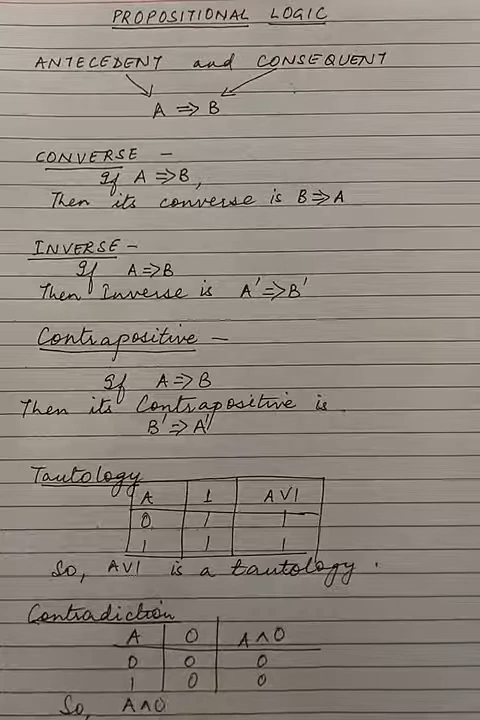 PROPOSITIONAL LOGIC
ANTECEDENT and CONSEQUENT
A ⇒ B
CONVERSE –
If A ⇒ B,
Then its converse is B ⇒ A
INVERSE –
If A ⇒ B
Then Inverse is A' ⇒ B'
Contrapositive –
If A ⇒ B
Then its Contrapositive is
B' ⇒ A'
Tautology
A 1 A∨1
0 1 1
1 1 1
So, A∨1 is a tautology.
Contradiction
A 0 A∧0
0 0 0
1 0 0
So, A∧0